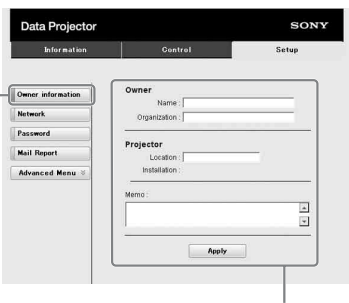 Data Projector
SONY
Information
Control
Setup
Owner information
Network
Password
Mail Report
Advanced Menu
Owner
Name :
Organization :
Projector
Location :
Installation :
Memo :
Apply